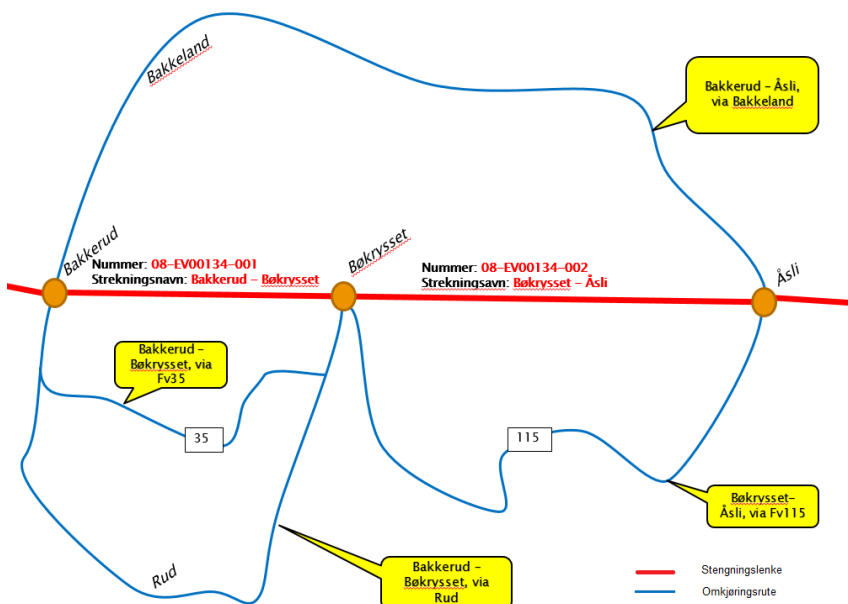 Bakkeland
Bakkerud – Åsli,
via Bakkeland
Bakkerud
Bøkrysset
Åsli
Nummer: 08-EV00134-001
Strekningsnavn: Bakkerud – Bøkrysset
Nummer: 08-EV00134-002
Strekningsavn: Bøkrysset – Åsli
Bakkerud –
Bøkrysset, via
Fv35
35
115
Bøkrysset–
Åsli, via Fv115
Bakkerud –
Bøkrysset, via
Rud
Rud
Stengningslenke
Omkjøringsrute